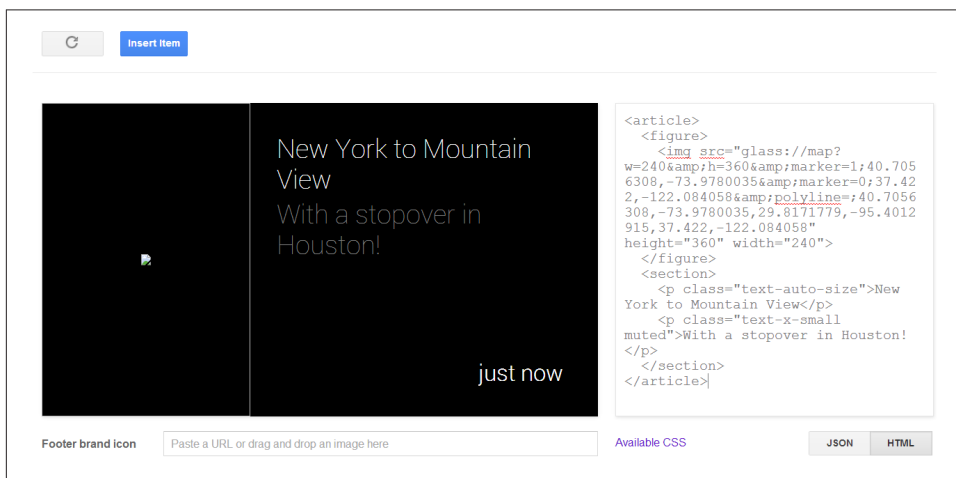 Insert Item
New York to Mountain
View
With a stopover in
Houston!
just now
<article>
  <figure>
    <img src="glass://map?
w=240&amp;h=360&amp;marker=1;40.705
6308,-73.9780035&amp;marker=0;37.42
2,-122.084058&amp;polyline=;40.7056
308,-73.9780035,29.8171779,-95.4012
915,37.422,-122.084058"
height="360" width="240">
  </figure>
  <section>
    <p class="text-auto-size">New
York to Mountain View</p>
    <p class="text-x-small
muted">With a stopover in Houston!
</p>
  </section>
</article>
Footer brand icon
Paste a URL or drag and drop an image here
Available CSS
JSON
HTML